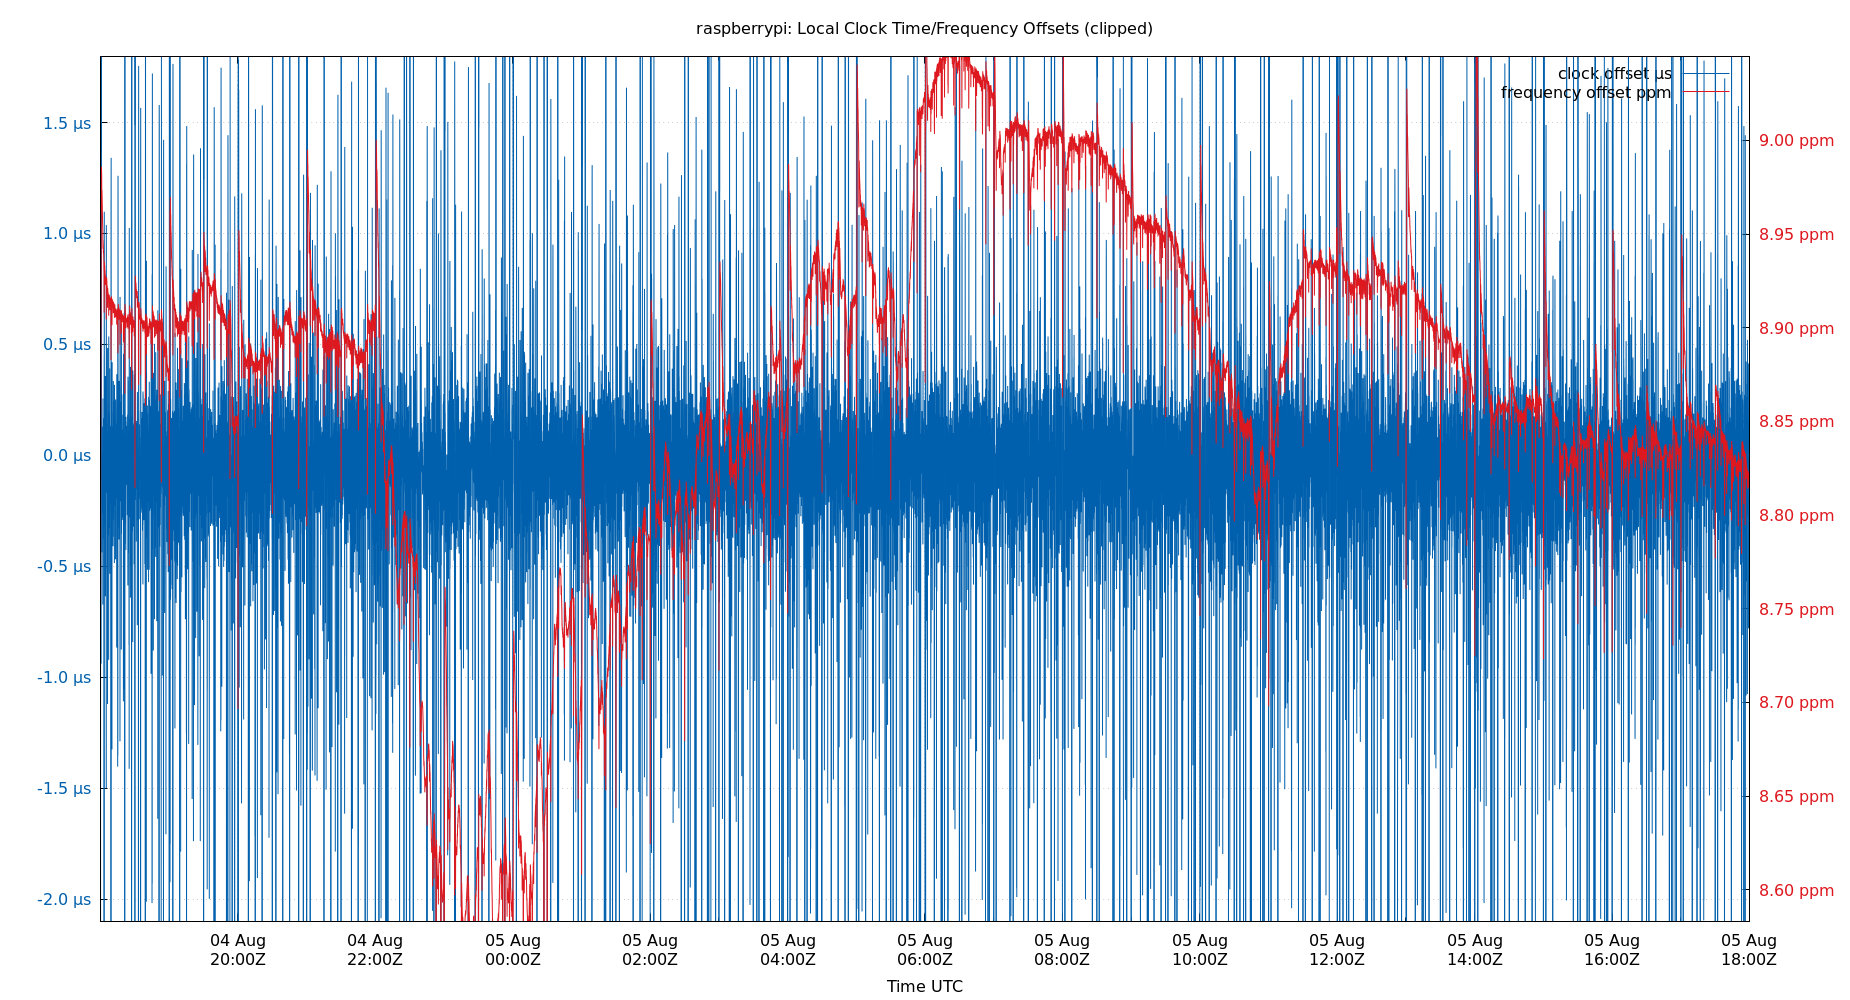 raspberrypi: Local Clock Time/Frequency Offsets (clipped)
clock offset µs
frequency offset ppm
1.5 µs
1.0 µs
0.5 µs
0.0 µs
-0.5 µs
-1.0 µs
-1.5 µs
-2.0 µs
9.00 ppm
8.95 ppm
8.90 ppm
8.85 ppm
8.80 ppm
8.75 ppm
8.70 ppm
8.65 ppm
8.60 ppm
04 Aug 04 Aug 05 Aug 05 Aug 05 Aug 05 Aug 05 Aug 05 Aug 05 Aug 05 Aug 05 Aug 05 Aug
20:00Z 22:00Z 00:00Z 02:00Z 04:00Z 06:00Z 08:00Z 10:00Z 12:00Z 14:00Z 16:00Z 18:00Z
Time UTC